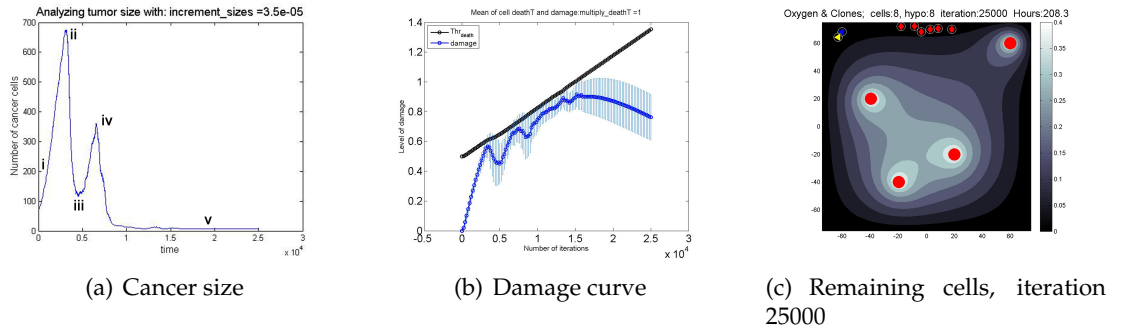 Analyzing tumor size with: increment_sizes =3.5e-05
Number of cancer cells
700
600
500
400
300
200
100
0
i
ii
iii
iv
v
0
0.5
1
1.5
2
2.5
3
x 10^4
time
(a) Cancer size
Mean of cell deathT and damage:multiply_deathT =1
Thr_death
damage
Level of damage
1.4
1.2
1
0.8
0.6
0.4
0.2
0
-0.5
0
0.5
1
1.5
2
2.5
3
x 10^4
Number of iterations
(b) Damage curve
Oxygen & Clones; cells:8, hypo:8 iteration:25000 Hours:208.3
60
40
20
0
-20
-40
-60
-60
-40
-20
0
20
40
60
0.4
0.35
0.3
0.25
0.2
0.15
0.1
0.05
0
(c) Remaining cells, iteration
25000